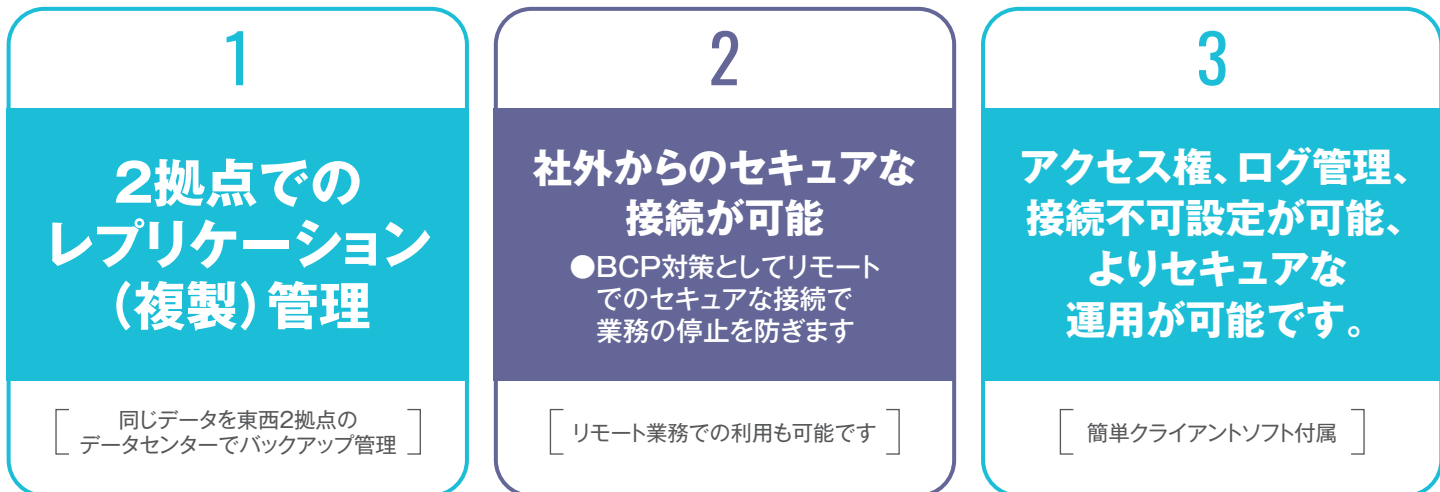 1
2拠点での
レプリケーション
(複製)管理
同じデータを東西2拠点の
データセンターでバックアップ管理
2
社外からのセキュアな
接続が可能
●BCP対策としてリモート
でのセキュアな接続で
業務の停止を防ぎます
リモート業務での利用も可能です
3
アクセス権、ログ管理、
接続不可設定が可能、
よりセキュアな
運用が可能です。
簡単クライアントソフト付属